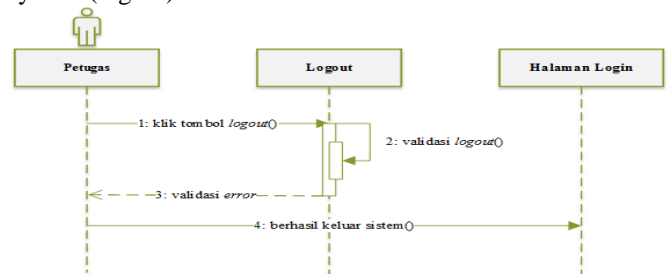 Petugas
Logout
Halaman Login
1: klik tombol logout()
2: validasi logout()
3: validasi error
4: berhasil keluar sistem()